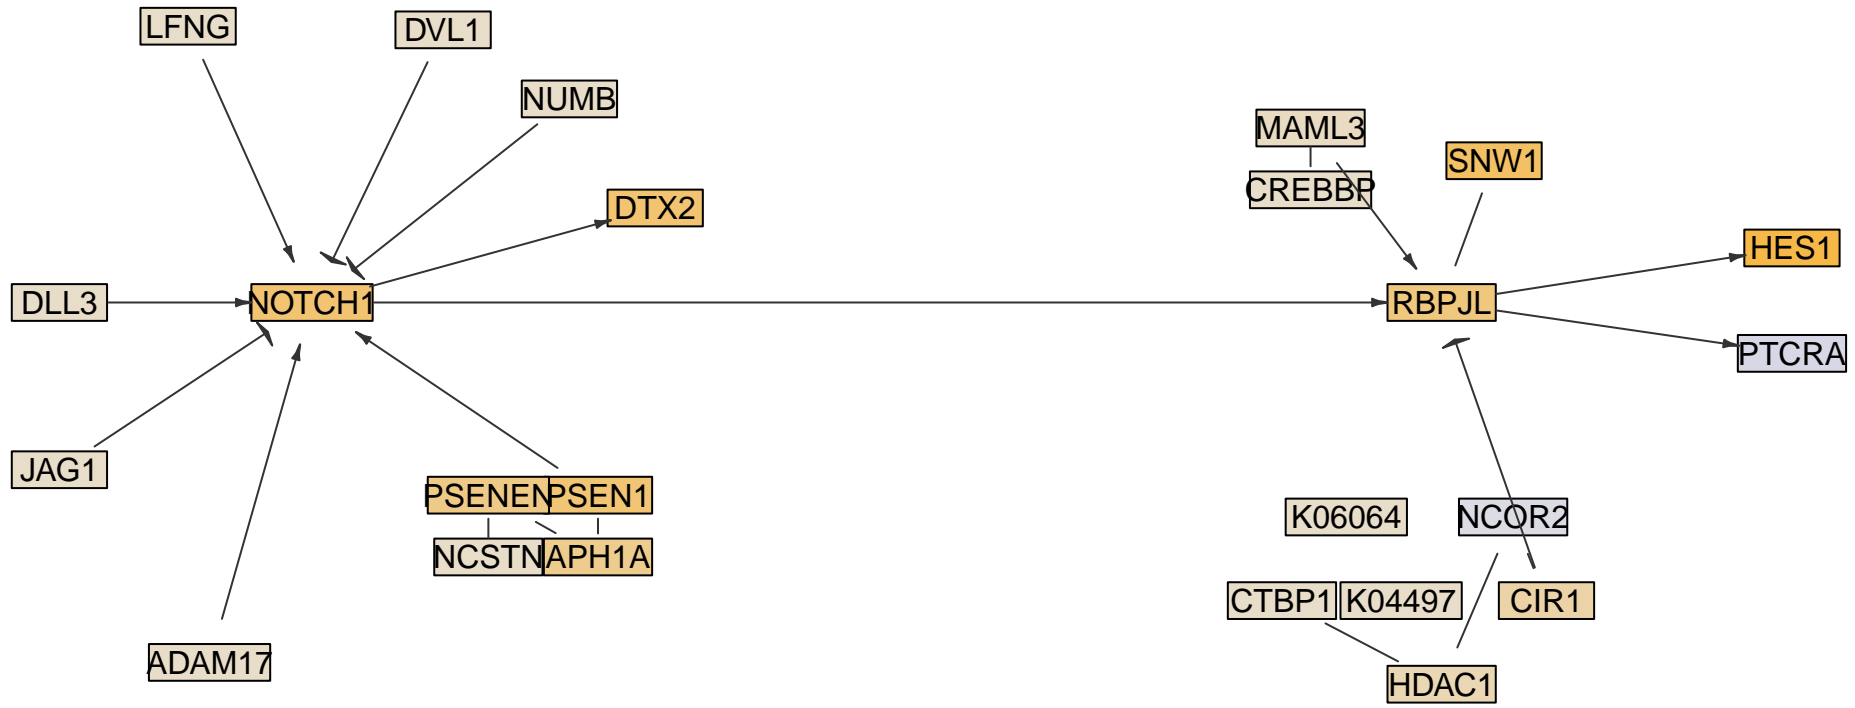 LFNG
DVL1
NUMB
MAML3
SNW1
CREBBP
DTX2
HES1
DLL3
NOTCH1
RBPJL
PTCRA
JAG1
PSENEN
PSEN1
K06064
NCOR2
NCSTN
APH1A
CTBP1
K04497
CIR1
ADAM17
HDAC1